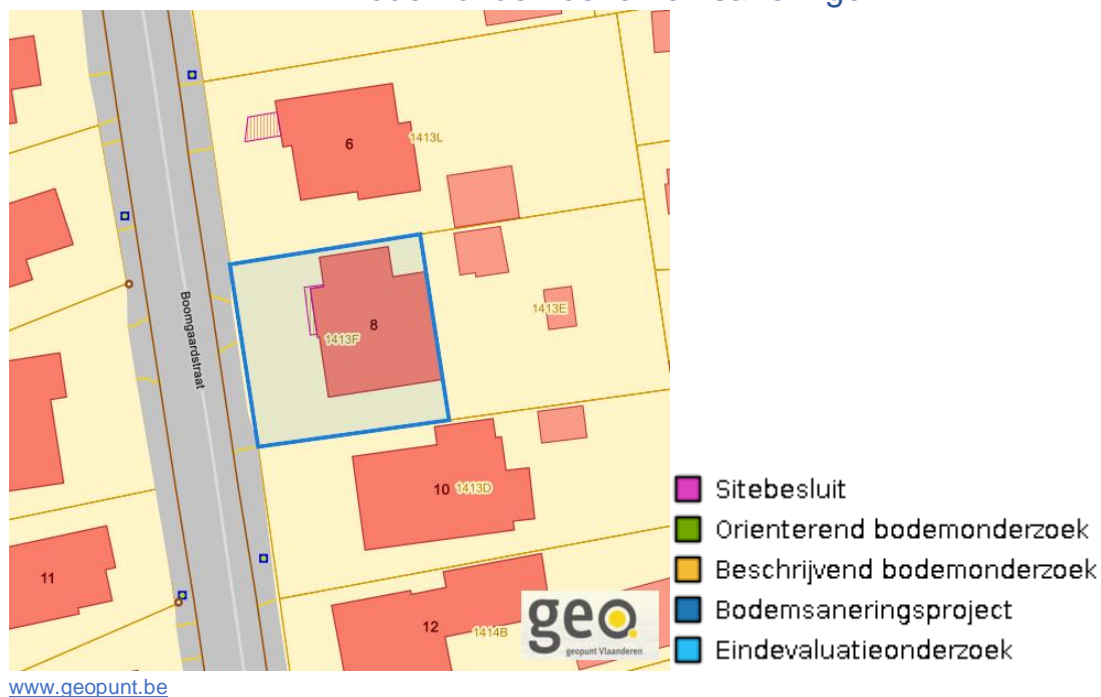 6
1413L
8
1413F
1413E
Boomgaardstraat
10 1413D
11
12
1414B
geo
geopunt Vlaanderen
Sitebesluit
Orienterend bodemonderzoek
Beschrijvend bodemonderzoek
Bodemsaneringsproject
Eindevaluatieonderzoek
www.geopunt.be